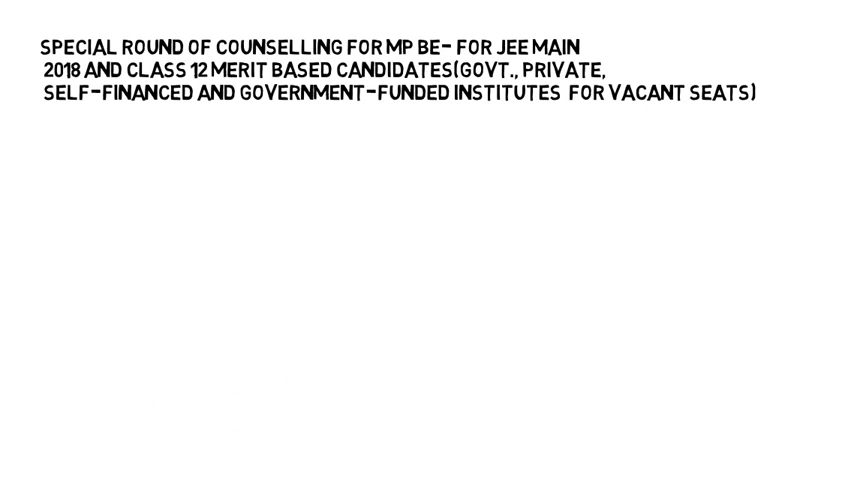 SPECIAL ROUND OF COUNSELLING FOR MP BE- FOR JEE MAIN
2018 AND CLASS 12 MERIT BASED CANDIDATES(GOVT., PRIVATE,
SELF-FINANCED AND GOVERNMENT-FUNDED INSTITUTES FOR VACANT SEATS)